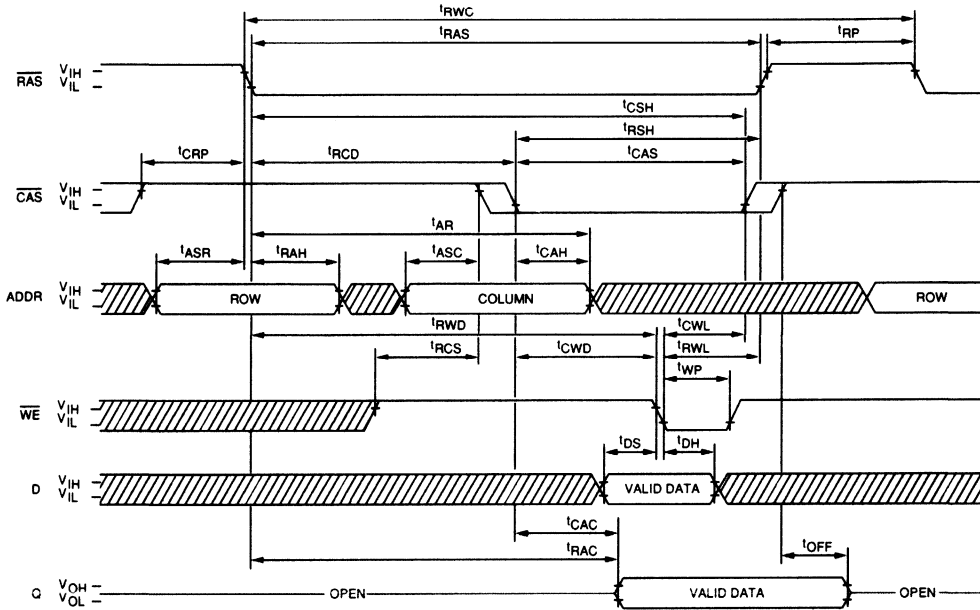 tRWC
tRAS
tRP
RAS VIH
VIL
tCSH
tRSH
tCRP
tRCD
tCAS
CAS VIH
VIL
tAR
tASR
tRAH
tASC
tCAH
ADDR VIH
VIL
ROW
COLUMN
ROW
tRWD
tCWL
tRCS
tCWD
tRWL
tWP
WE VIH
VIL
tDS
tDH
D VIH
VIL
VALID DATA
tCAC
tRAC
tOFF
Q VOH
VOL
OPEN
VALID DATA
OPEN